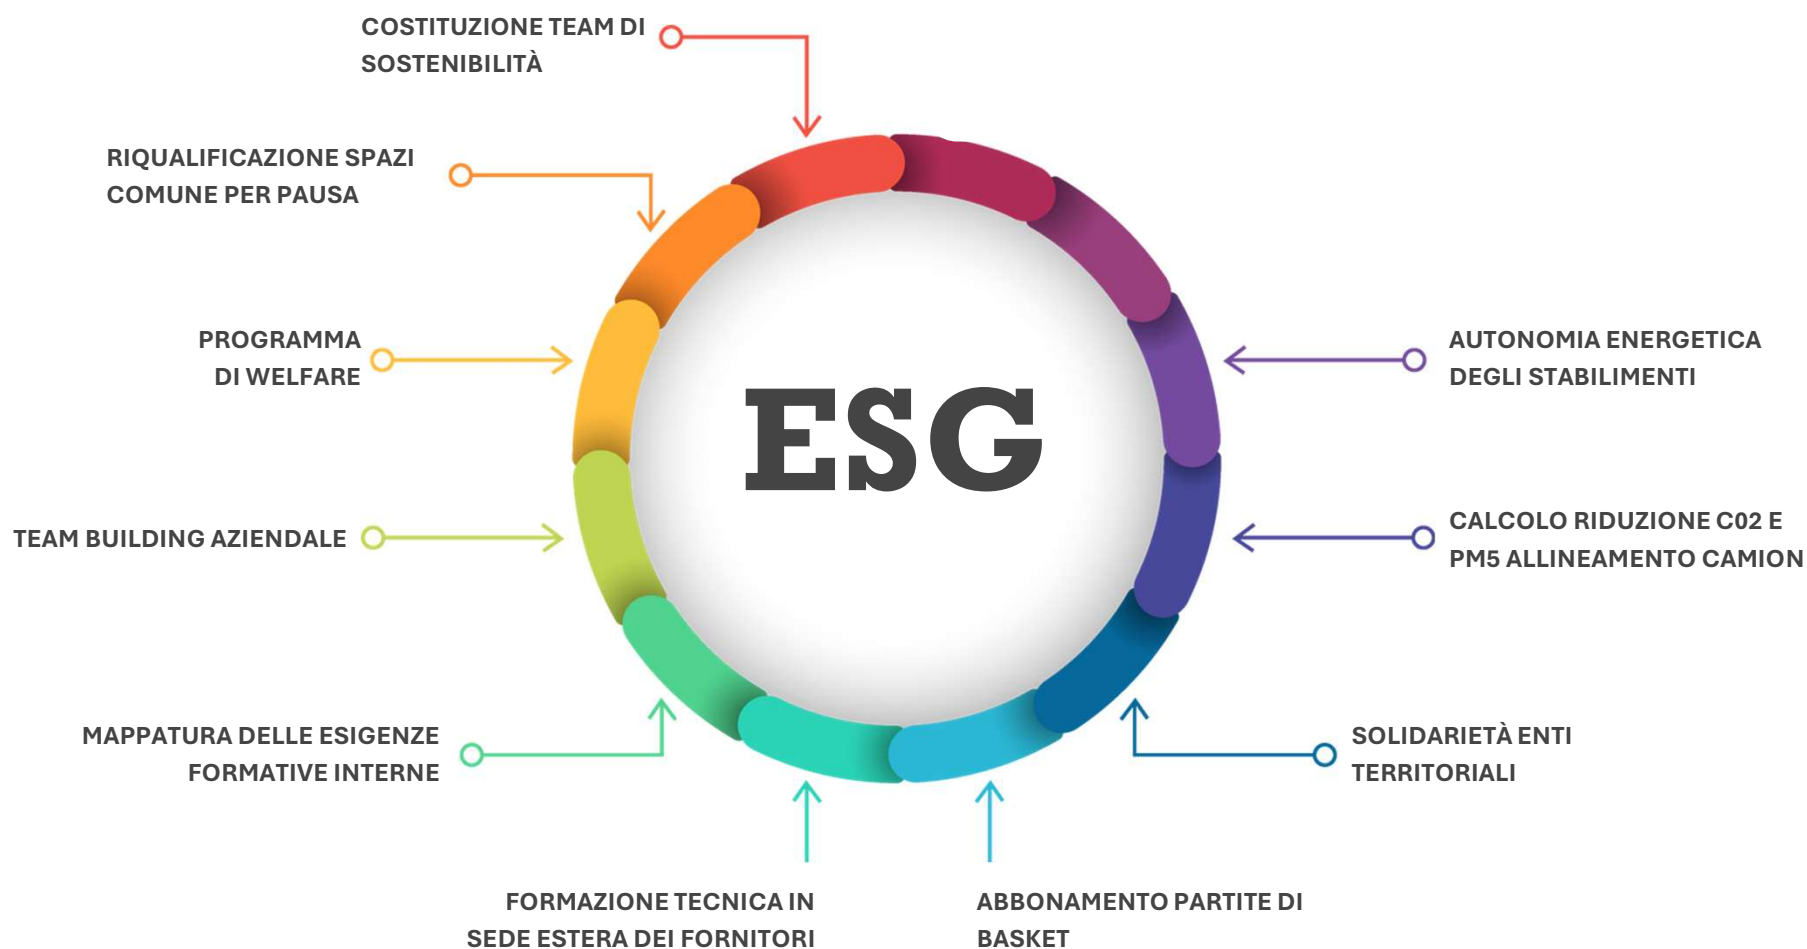 COSTITUZIONE TEAM DI
SOSTENIBILITÀ
RIQUALIFICAZIONE SPAZI
COMUNE PER PAUSA
PROGRAMMA
DI WELFARE
TEAM BUILDING AZIENDALE
MAPPATURA DELLE ESIGENZE
FORMATIVE INTERNE
FORMAZIONE TECNICA IN
SEDE ESTERA DEI FORNITORI
ESG
AUTONOMIA ENERGETICA
DEGLI STABILIMENTI
CALCOLO RIDUZIONE C02 E
PM5 ALLINEAMENTO CAMION
SOLIDARIETÀ ENTI
TERRITORIALI
ABBONAMENTO PARTITE DI
BASKET